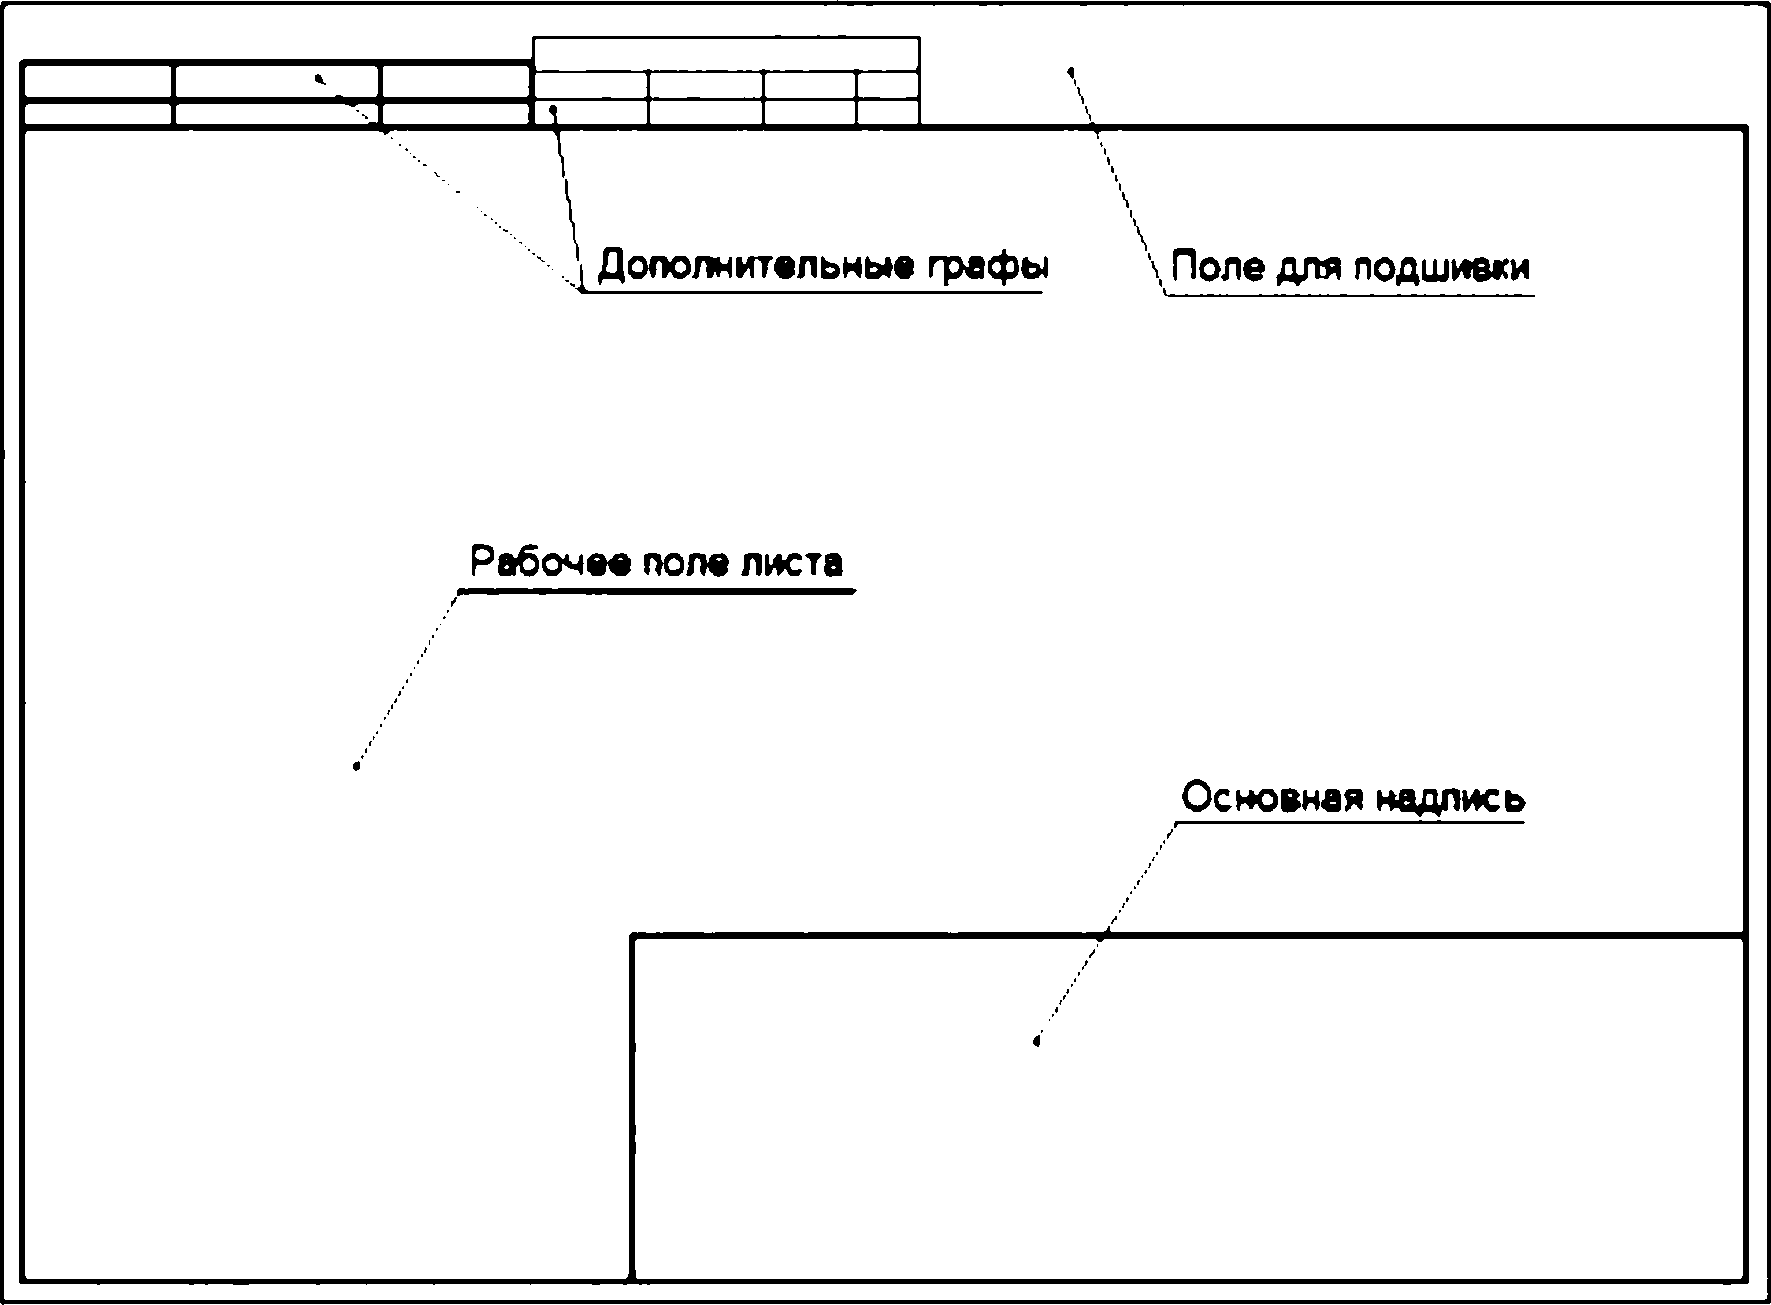 Дополнительные графы
Поле для подшивки
Рабочее поле листа
Основная надпись